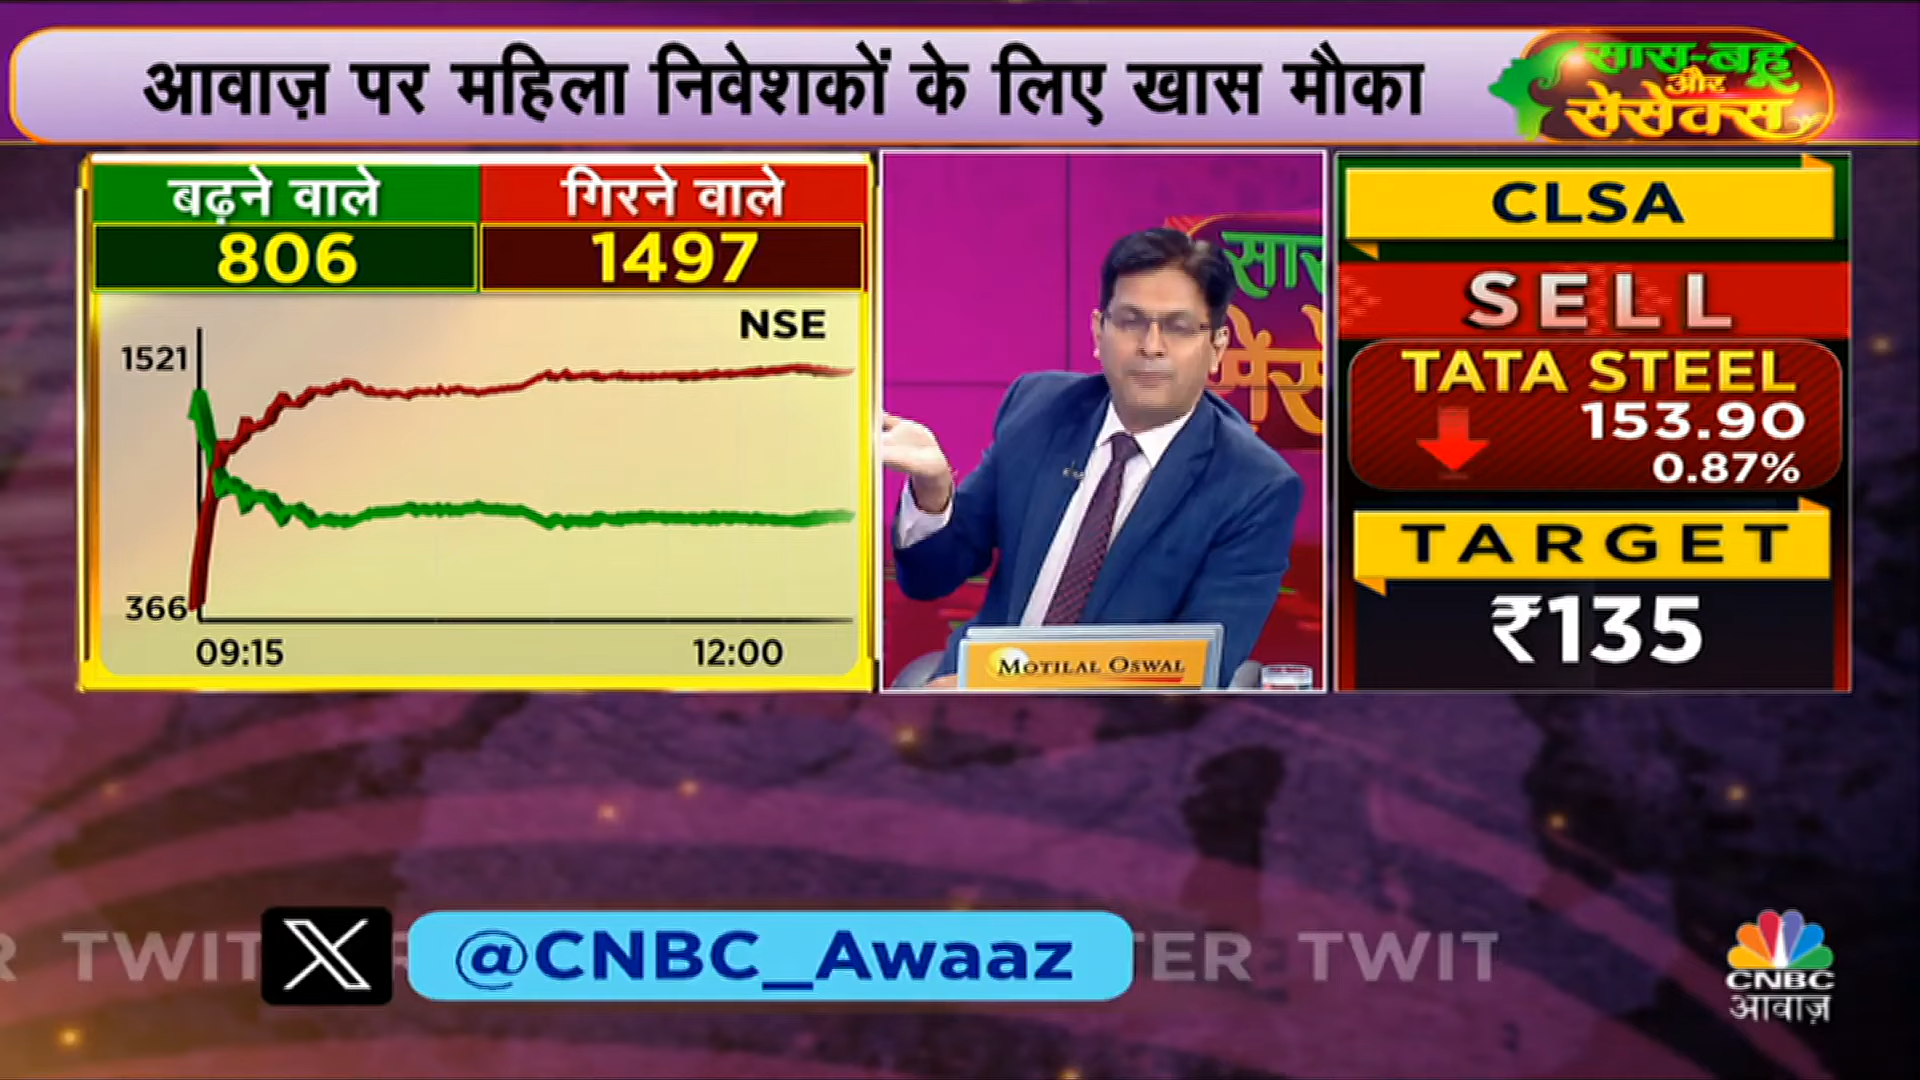 आवाज़ पर महिला निवेशकों के लिए खास मौका
सास-बहू
और
सेंसेक्स
बढ़ने वाले
गिरने वाले
806
1497
NSE
1521
366
09:15
12:00
सास
सेंसे
MOTILAL OSWAL
CLSA
SELL
TATA STEEL
153.90
0.87%
TARGET
₹135
ER TWIT
@CNBC_Awaaz
TER TWIT
CNBC
आवाज़